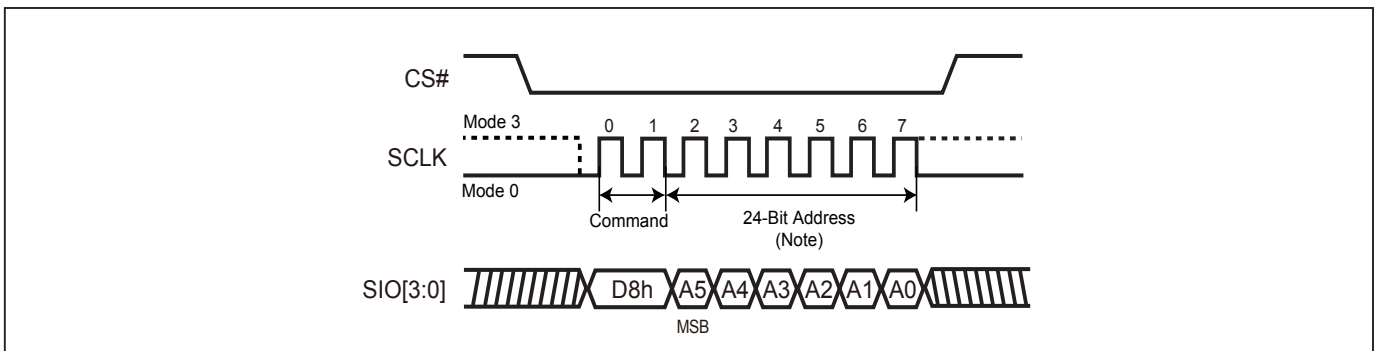 CS#
Mode 3
0 1 2 3 4 5 6 7
SCLK
Mode 0
Command
24-Bit Address
(Note)
SIO[3:0]
D8h A5 A4 A3 A2 A1 A0
MSB